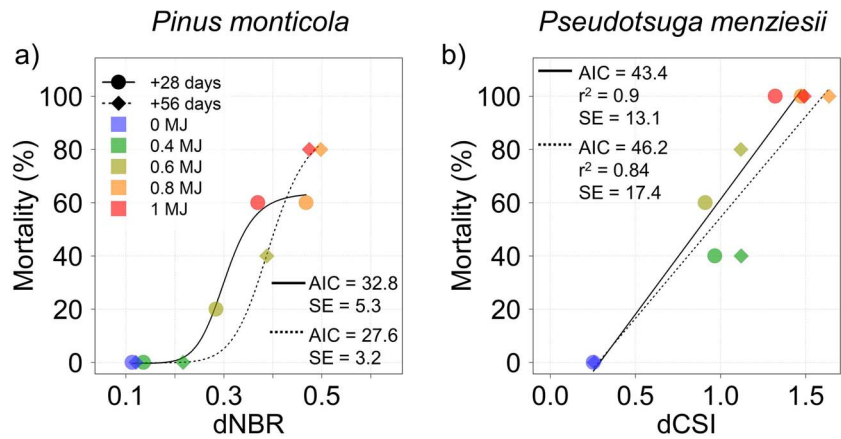 Pinus monticola
Pseudotsuga menziesii
a)
+28 days
+56 days
0 MJ
0.4 MJ
0.6 MJ
0.8 MJ
1 MJ
100
80
60
40
20
0
Mortality (%)
AIC = 32.8
SE = 5.3
AIC = 27.6
SE = 3.2
0.1
0.3
0.5
dNBR
b)
AIC = 43.4
r² = 0.9
SE = 13.1
AIC = 46.2
r² = 0.84
SE = 17.4
100
80
60
40
20
0
Mortality (%)
0.0
0.5
1.0
1.5
dCSI